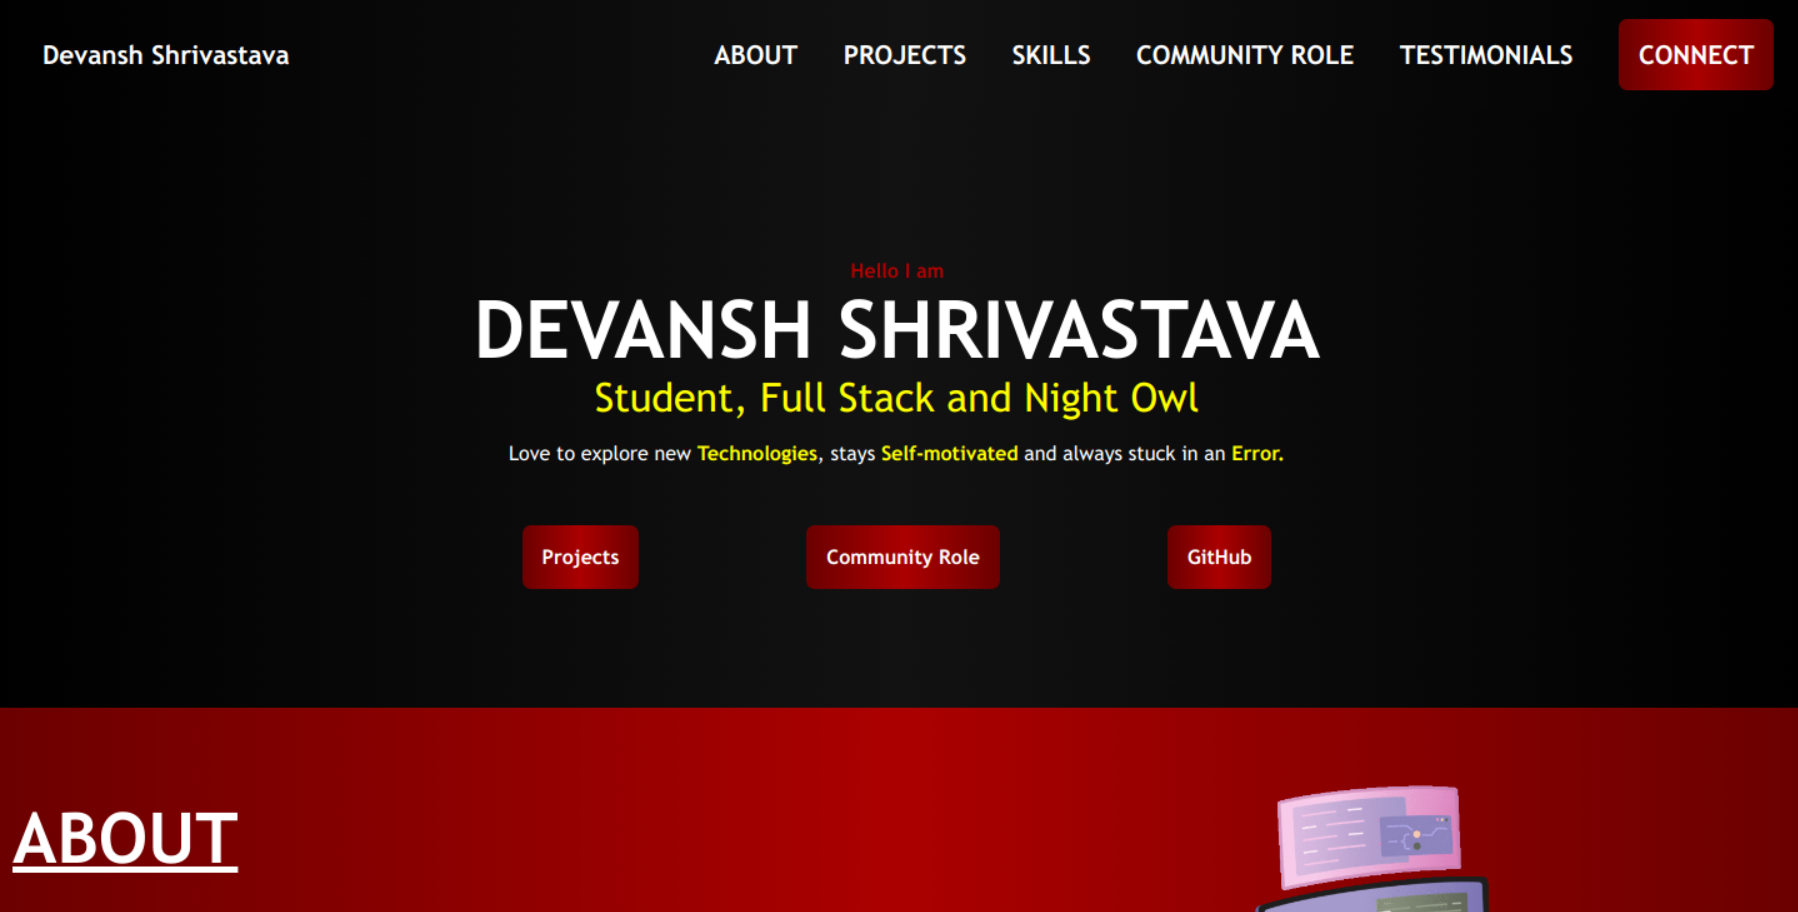 Devansh Shrivastava
ABOUT PROJECTS SKILLS COMMUNITY ROLE TESTIMONIALS CONNECT
Hello I am
DEVANSH SHRIVASTAVA
Student, Full Stack and Night Owl
Love to explore new Technologies, stays Self-motivated and always stuck in an Error.
Projects Community Role GitHub
ABOUT